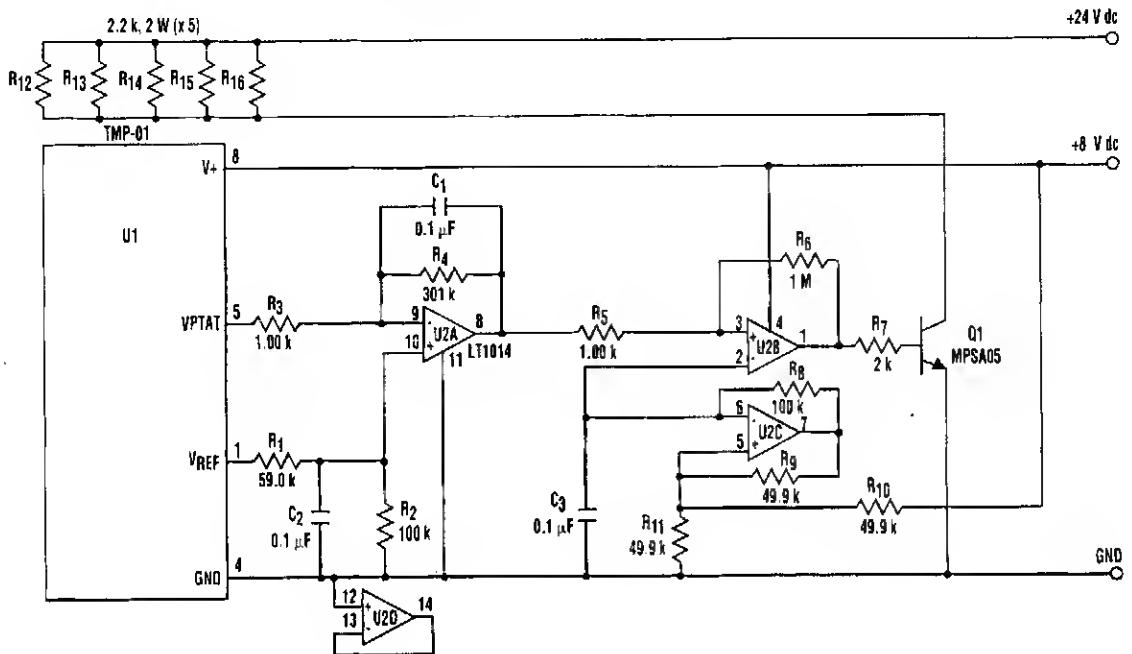 2.2 k, 2 W (x 5)
+24 V dc
R12
R13
R14
R15
R16
TMP-01
8
V+
+8 V dc
U1
C1
0.1 µF
R4
301 k
R6
1 M
5
VPTAT
R3
1.00 k
9
-
U2A
8
LT1014
10
+
11
R5
1.00 k
3
+
4
U2B
1
2
-
R7
2 k
Q1
MPSA05
R8
100 k
6
-
U2C
7
5
+
1
VREF
R1
59.0 k
R9
49.9 k
R10
49.9 k
C2
0.1 µF
R2
100 k
C3
0.1 µF
R11
49.9 k
4
GND
GND
12
+
14
13
-
U2D